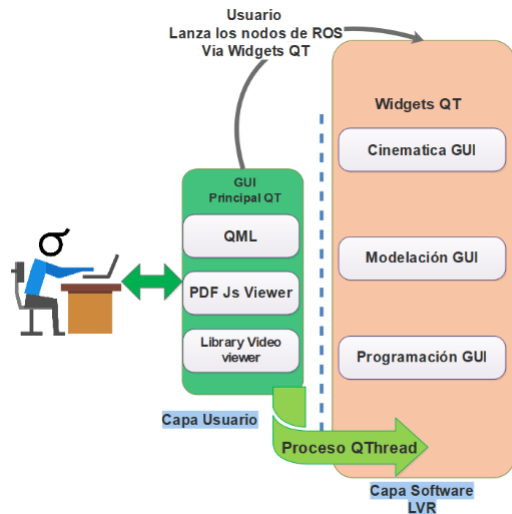 Usuario
Lanza los nodos de ROS
Via Widgets QT
Widgets QT
Cinematica GUI
Modelación GUI
Programación GUI
GUI
Principal QT
QML
PDF Js Viewer
Library Video
viewer
Capa Usuario
Proceso QThread
Capa Software
LVR